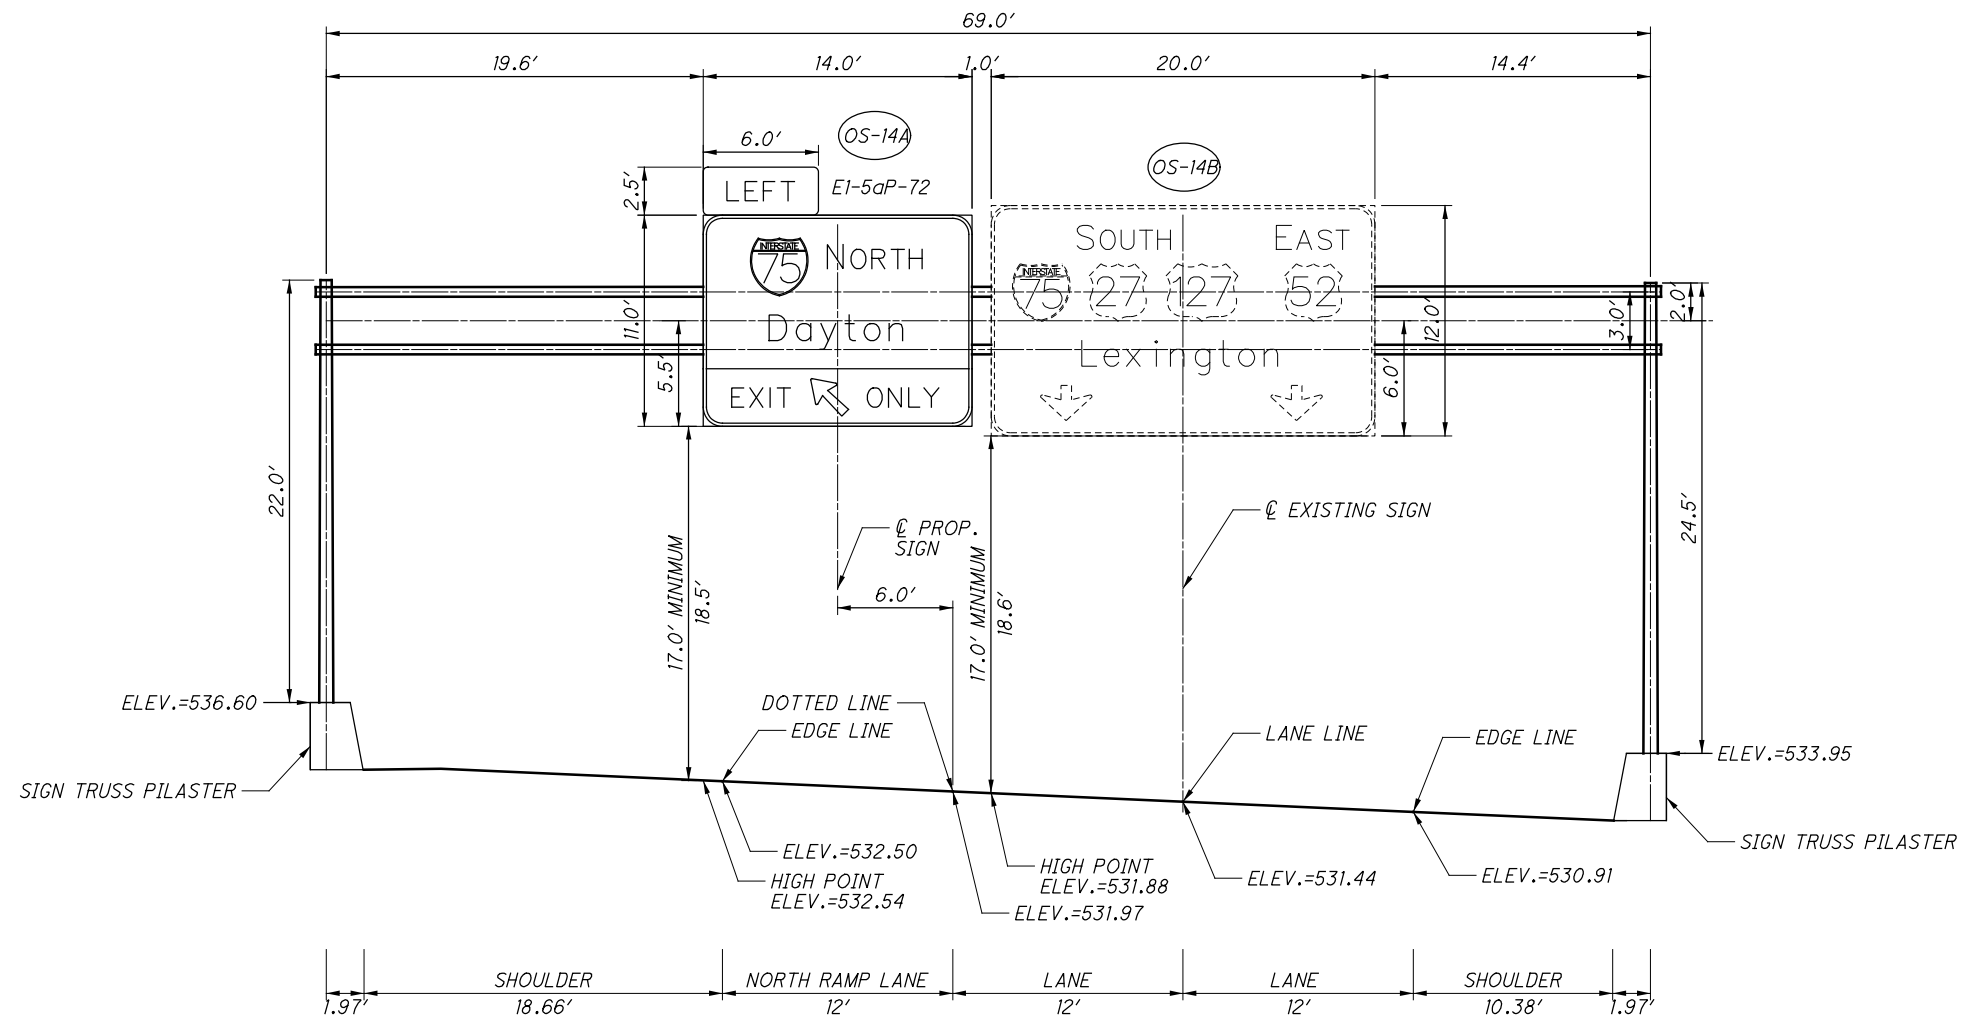 69.0'
19.6'
14.0'
1.0'
20.0'
14.4'
OS-14A
6.0'
OS-14B
2.5'
LEFT
E1-5aP-72
INTERSTATE
75
NORTH
Dayton
EXIT ONLY
11.0'
5.5'
SOUTH EAST
INTERSTATE
75 27 127 52
Lexington
12.0'
6.0'
3.0'
2.0'
22.0'
24.5'
℄ PROP.
SIGN
℄ EXISTING SIGN
17.0' MINIMUM
18.5'
6.0'
17.0' MINIMUM
18.6'
ELEV.=536.60
SIGN TRUSS PILASTER
DOTTED LINE
EDGE LINE
LANE LINE
EDGE LINE
ELEV.=533.95
SIGN TRUSS PILASTER
ELEV.=532.50
HIGH POINT
ELEV.=532.54
HIGH POINT
ELEV.=531.88
ELEV.=531.97
ELEV.=531.44
ELEV.=530.91
SHOULDER
NORTH RAMP LANE
LANE
LANE
SHOULDER
1.97'
18.66'
12'
12'
12'
10.38'
1.97'